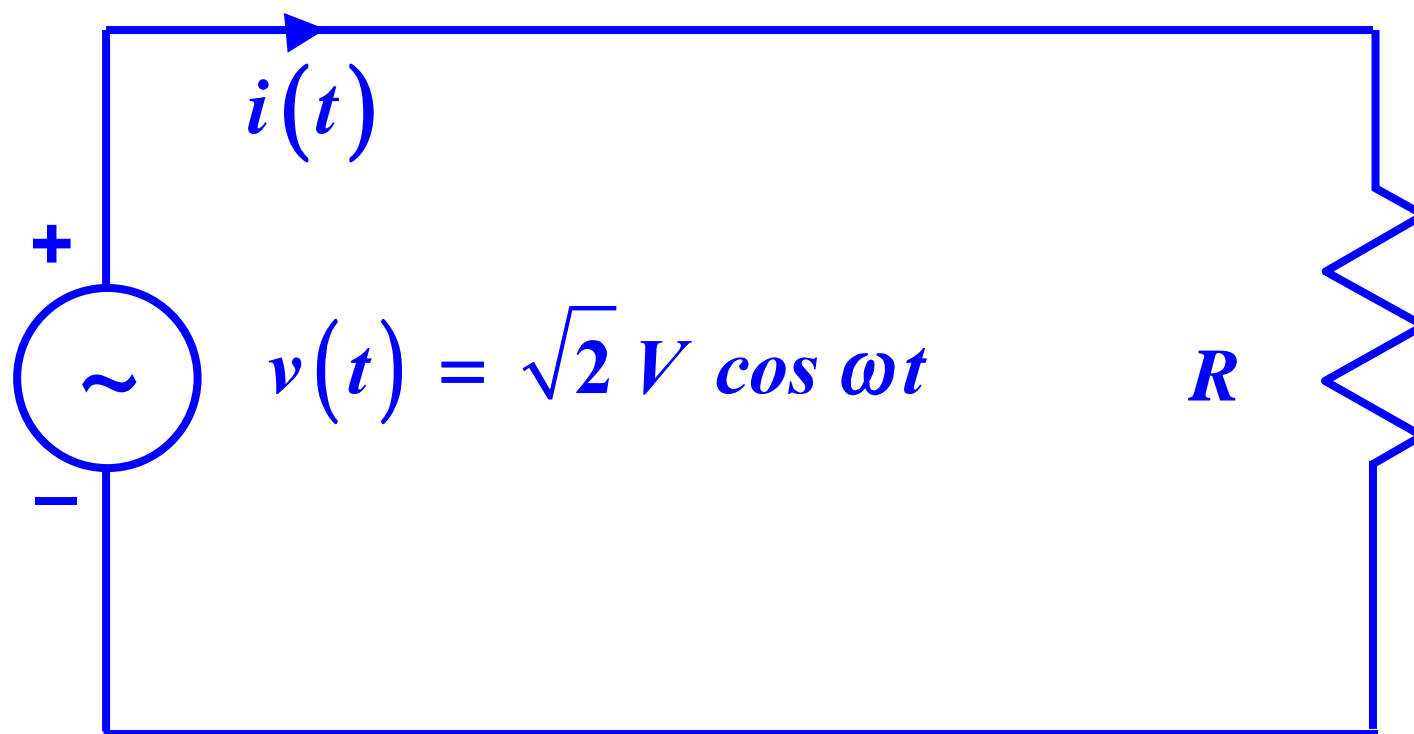 i(t)
+
~
v(t) = √2 V cos ωt
R
−